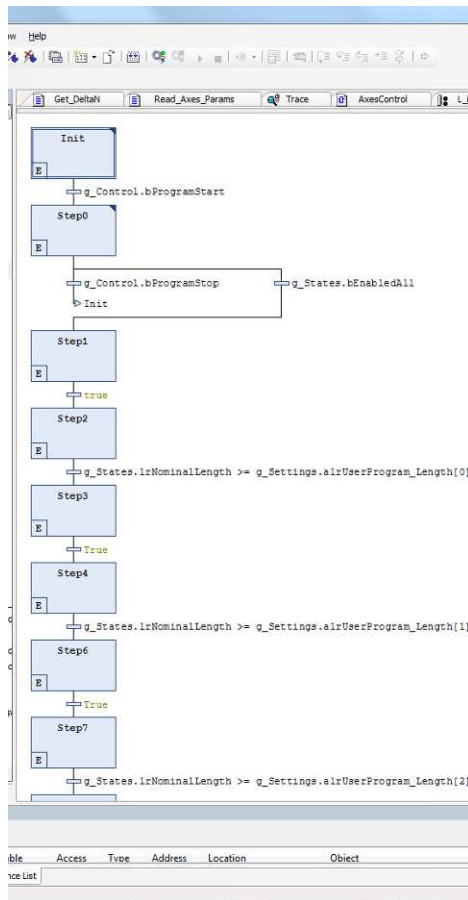 Help
Get_DeltaN Read_Axes_Params Trace AxesControl
Init
E
g_Control.bProgramStart
Step0
E
g_Control.bProgramStop g_States.bEnabledAll
Init
Step1
E
true
Step2
E
g_States.lrNominalLength >= g_Settings.alrUserProgram_Length[0]
Step3
E
True
Step4
E
g_States.lrNominalLength >= g_Settings.alrUserProgram_Length[1]
Step6
E
True
Step7
E
g_States.lrNominalLength >= g_Settings.alrUserProgram_Length[2]
Access Type Address Location Object
nce List